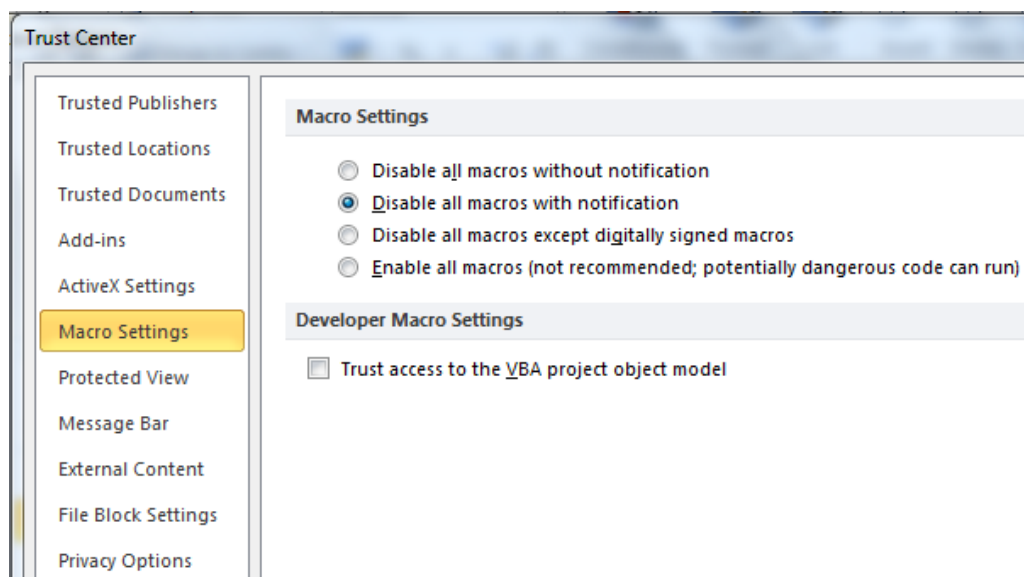 Trust Center
Trusted Publishers
Trusted Locations
Trusted Documents
Add-ins
ActiveX Settings
Macro Settings
Protected View
Message Bar
External Content
File Block Settings
Privacy Options
Macro Settings
Disable all macros without notification
Disable all macros with notification
Disable all macros except digitally signed macros
Enable all macros (not recommended; potentially dangerous code can run)
Developer Macro Settings
Trust access to the VBA project object model